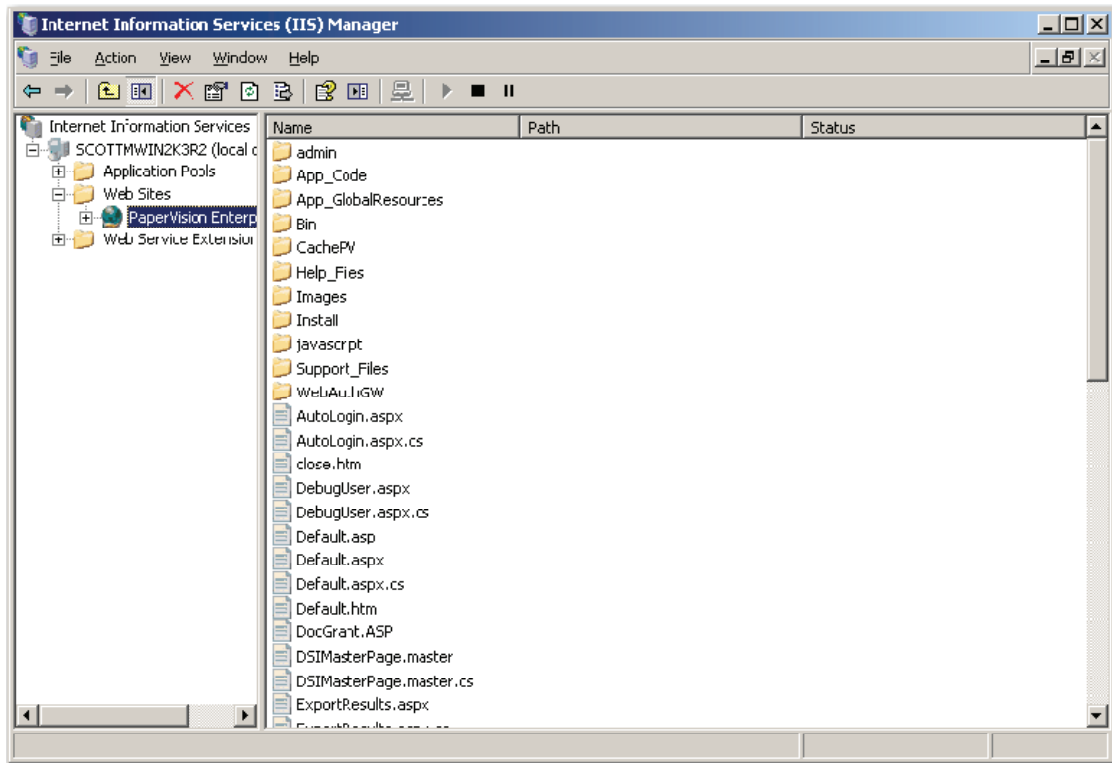 Internet Information Services (IIS) Manager
File Action View Window Help
Internet Information Services
SCOTTMWIN2K3R2 (local c
Application Pools
Web Sites
PaperVision Enterp
Web Service Extension
Name Path Status
admin
App_Code
App_GlobalResources
Bin
CachePV
Help_Files
Images
Install
javascript
Support_Files
WebAuthGW
AutoLogin.aspx
AutoLogin.aspx.cs
close.htm
DebugUser.aspx
DebugUser.aspx.cs
Default.asp
Default.aspx
Default.aspx.cs
Default.htm
DocGrant.ASP
DSIMasterPage.master
DSIMasterPage.master.cs
ExportResults.aspx